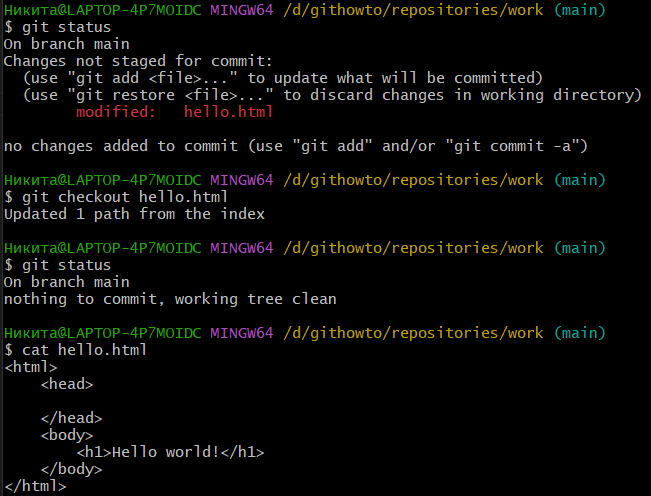 Никита@LAPTOP-4P7MOIDC MINGW64 /d/githowto/repositories/work (main)
$ git status
On branch main
Changes not staged for commit:
  (use "git add <file>..." to update what will be committed)
  (use "git restore <file>..." to discard changes in working directory)
        modified:   hello.html

no changes added to commit (use "git add" and/or "git commit -a")

Никита@LAPTOP-4P7MOIDC MINGW64 /d/githowto/repositories/work (main)
$ git checkout hello.html
Updated 1 path from the index

Никита@LAPTOP-4P7MOIDC MINGW64 /d/githowto/repositories/work (main)
$ git status
On branch main
nothing to commit, working tree clean

Никита@LAPTOP-4P7MOIDC MINGW64 /d/githowto/repositories/work (main)
$ cat hello.html
<html>
    <head>

    </head>
    <body>
        <h1>Hello world!</h1>
    </body>
</html>